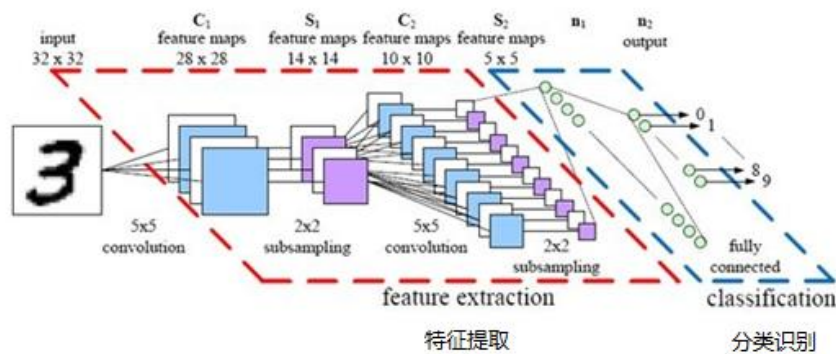 input
32 x 32
C1
feature maps
28 x 28
S1
feature maps
14 x 14
C2
feature maps
10 x 10
S2
feature maps
5 x 5
n1
n2
output
3
0
1
8
9
5x5
convolution
2x2
subsampling
5x5
convolution
2x2
subsampling
fully
connected
feature extraction
classification
特征提取
分类识别